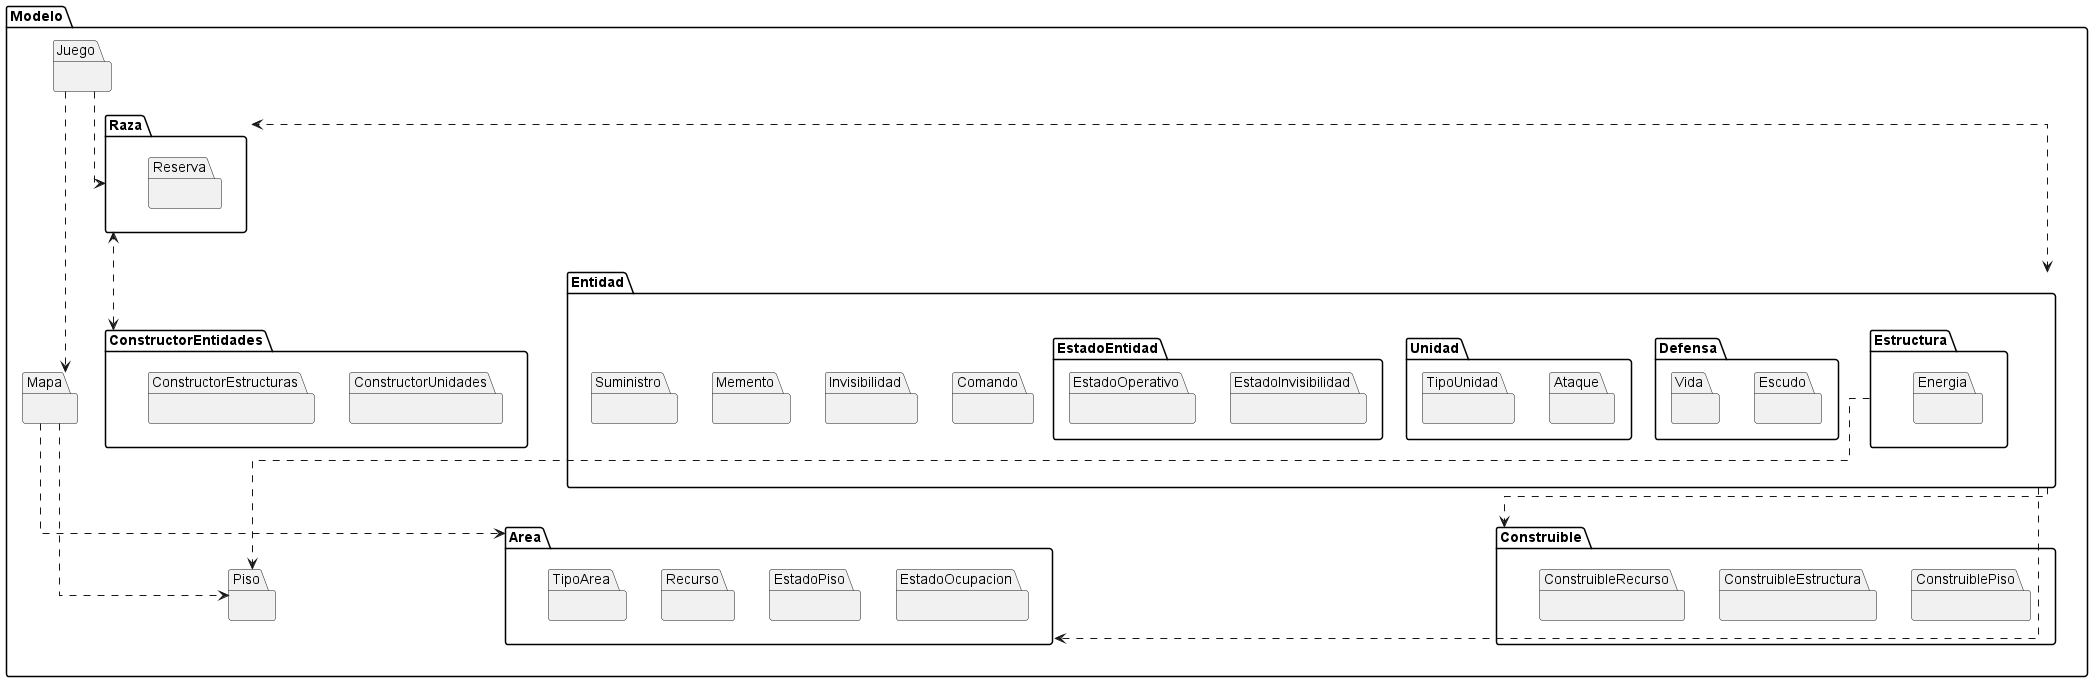 Modelo
Juego
Raza
Reserva
Entidad
ConstructorEntidades
Estructura
EstadoEntidad
Unidad
Defensa
Mapa
ConstructorEstructuras
ConstructorUnidades
Suministro
Memento
Invisibilidad
Comando
EstadoOperativo
EstadoInvisibilidad
TipoUnidad
Ataque
Vida
Escudo
Energia
Area
Construible
Piso
TipoArea
Recurso
EstadoPiso
EstadoOcupacion
ConstruibleRecurso
ConstruibleEstructura
ConstruiblePiso